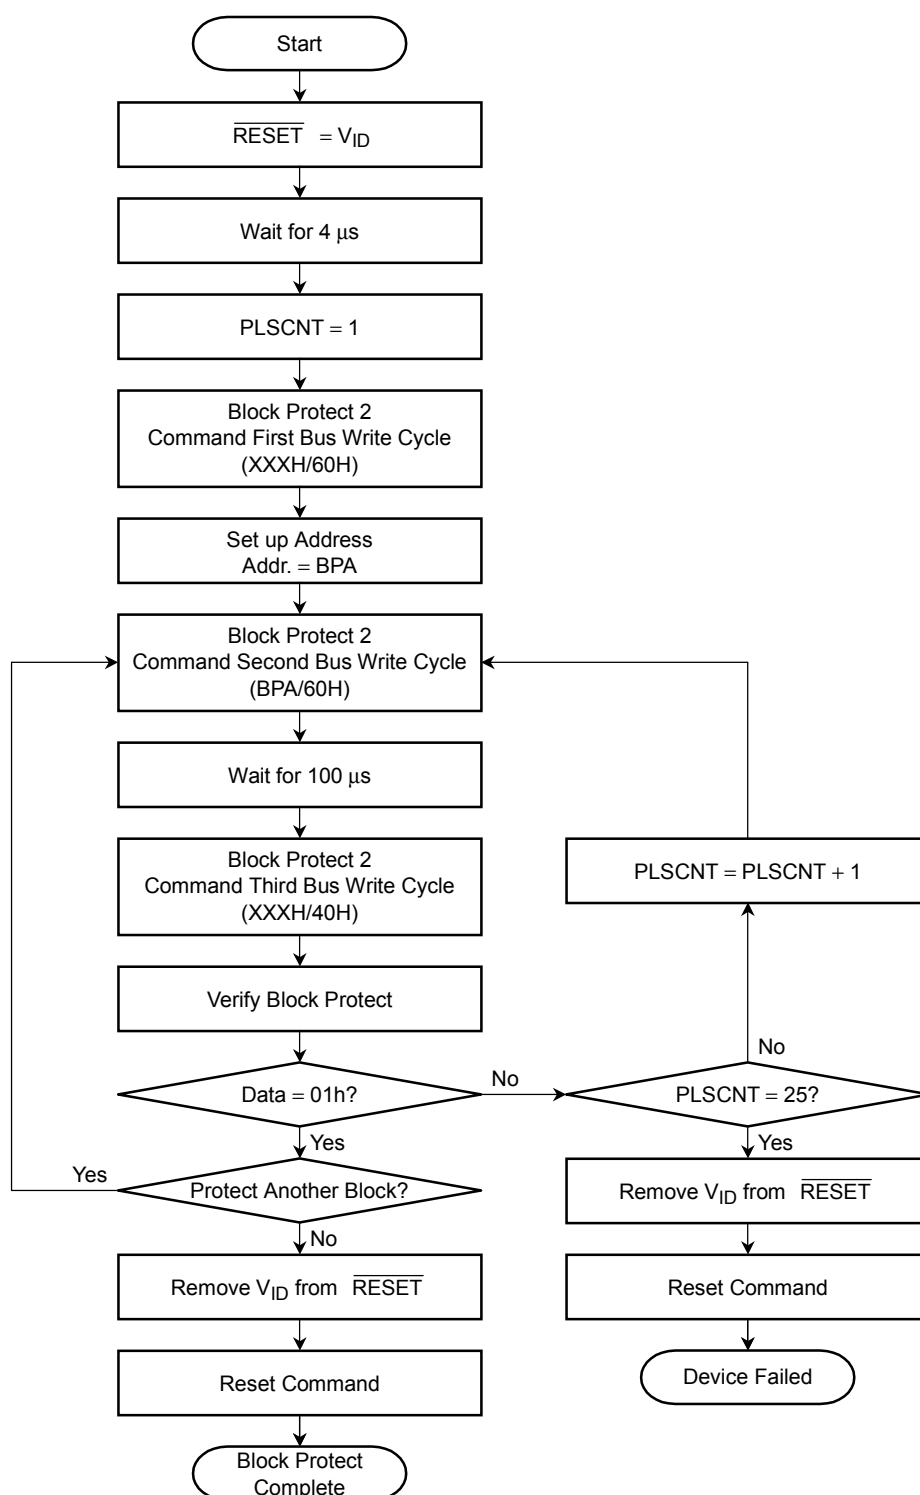 Start
RESET = VID
Wait for 4 μs
PLSCNT = 1
Block Protect 2
Command First Bus Write Cycle
(XXXH/60H)
Set up Address
Addr. = BPA
Block Protect 2
Command Second Bus Write Cycle
(BPA/60H)
Wait for 100 μs
Block Protect 2
Command Third Bus Write Cycle
(XXXH/40H)
PLSCNT = PLSCNT + 1
Verify Block Protect
No
Data = 01h?
No
PLSCNT = 25?
Yes
Yes
Yes
Protect Another Block?
Remove VID from RESET
No
Remove VID from RESET
Reset Command
Reset Command
Device Failed
Block Protect
Complete